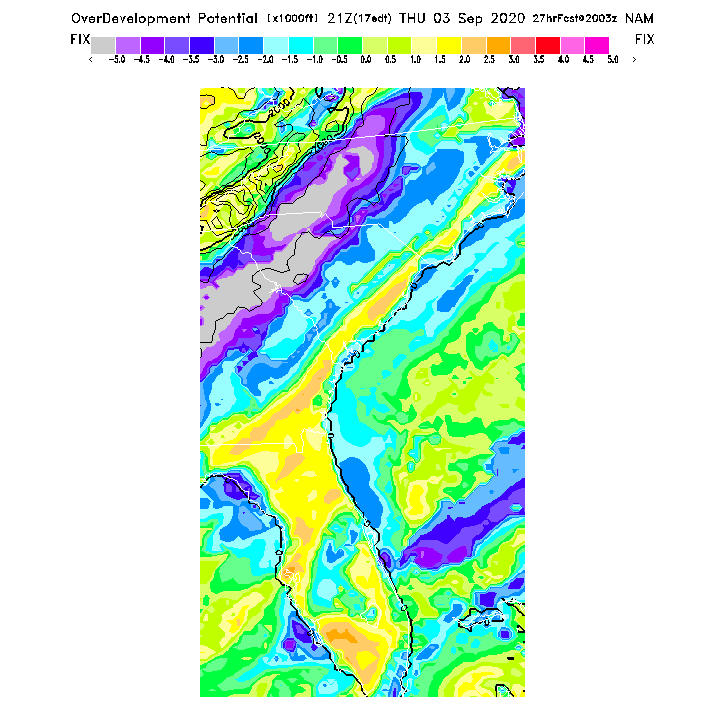 OverDevelopment Potential [x1000ft] 21Z(17edt) THU 03 Sep 2020 27hrFcst@2003z NAM
FIX FIX
< -5.0 -4.5 -4.0 -3.5 -3.0 -2.5 -2.0 -1.5 -1.0 -0.5 0.0 0.5 1.0 1.5 2.0 2.5 3.0 3.5 4.0 4.5 5.0 >
2000
2000